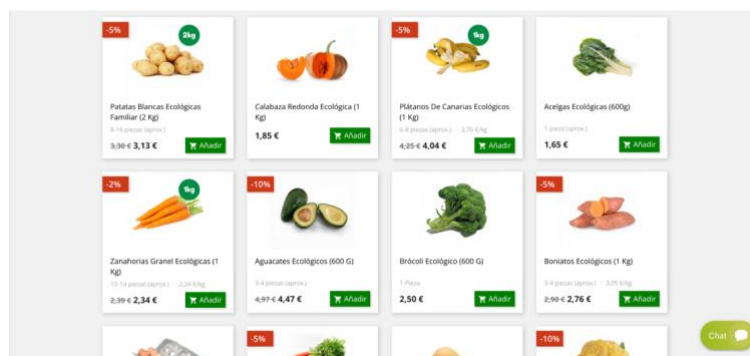 -5%
2kg
Patatas Blancas Ecológicas
Familiar (2 Kg)
8-16 piezas (aprox.)
3,30 € 3,13 €
Añadir
Calabaza Redonda Ecológica (1
Kg)
1,85 €
Añadir
-5%
1kg
Plátanos De Canarias Ecológicos
(1 Kg)
6-8 piezas (aprox.) · 3,76 €/kg
4,25 € 4,04 €
Añadir
Acelgas Ecológicas (600g)
1 pieza (aprox.)
1,65 €
Añadir
-2%
1kg
Zanahorias Granel Ecológicas (1
Kg)
10-14 piezas (aprox.) · 2,34 €/kg
2,39 € 2,34 €
Añadir
-10%
Aguacates Ecológicos (600 G)
3-4 piezas (aprox.)
4,97 € 4,47 €
Añadir
Brócoli Ecológico (600 G)
1-Pieza
2,50 €
Añadir
-5%
Boniatos Ecológicos (1 Kg)
3-4 piezas (aprox.) · 3,05 €/kg
2,90 € 2,76 €
Añadir
-5%
-10%
Chat